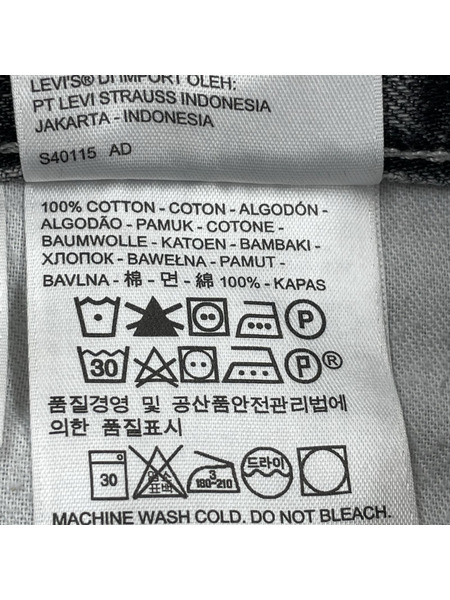 LEVI'S® DI IMPORT OLEH:
PT LEVI STRAUSS INDONESIA
JAKARTA - INDONESIA
S40115 AD
100% COTTON - COTON - ALGODÓN -
ALGODÃO - PAMUK - COTONE -
BAUMWOLLE - KATOEN - BAMBAKI -
ХЛОПОК - BAWEŁNA - PAMUT -
BAVLNA - 棉 - 면 - 綿 100% - KAPAS
P
30 P®
품질경영 및 공산품안전관리법에
의한 품질표시
30 염소 표백 3 180-210 드라이
MACHINE WASH COLD. DO NOT BLEACH.